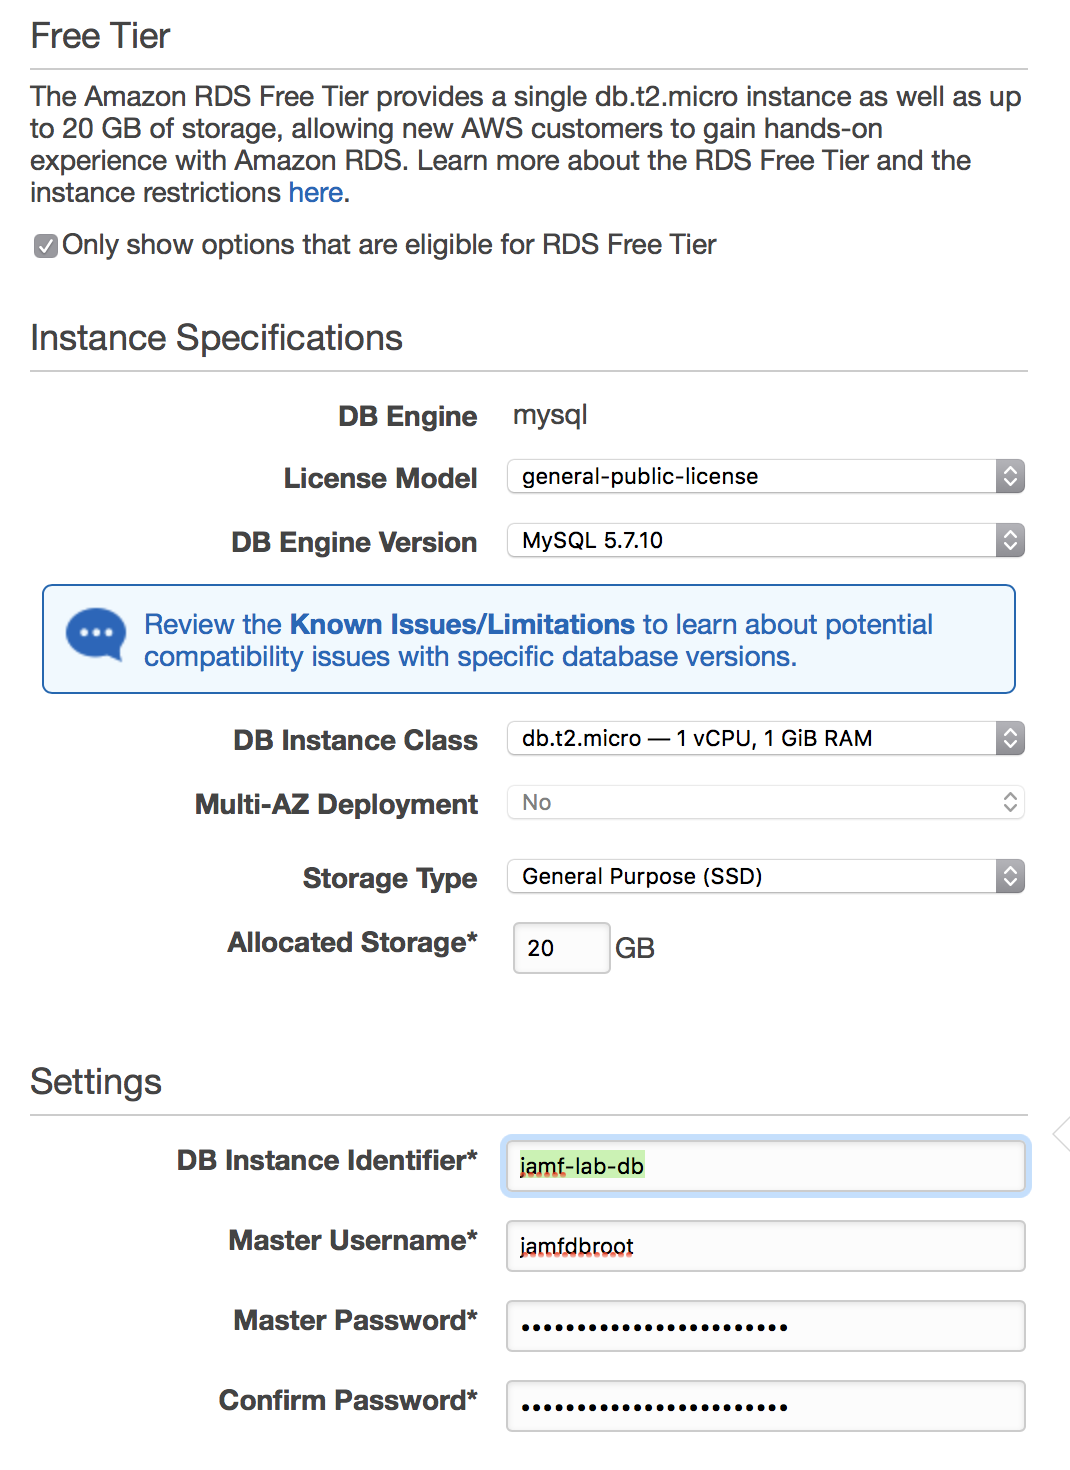 Free Tier
The Amazon RDS Free Tier provides a single db.t2.micro instance as well as up
to 20 GB of storage, allowing new AWS customers to gain hands-on
experience with Amazon RDS. Learn more about the RDS Free Tier and the
instance restrictions here.
Only show options that are eligible for RDS Free Tier
Instance Specifications
DB Engine mysql
License Model general-public-license
DB Engine Version MySQL 5.7.10
Review the Known Issues/Limitations to learn about potential
compatibility issues with specific database versions.
DB Instance Class db.t2.micro — 1 vCPU, 1 GiB RAM
Multi-AZ Deployment No
Storage Type General Purpose (SSD)
Allocated Storage* 20 GB
Settings
DB Instance Identifier* jamf-lab-db
Master Username* jamfdbroot
Master Password* ••••••••••••••••••••••••
Confirm Password* ••••••••••••••••••••••••